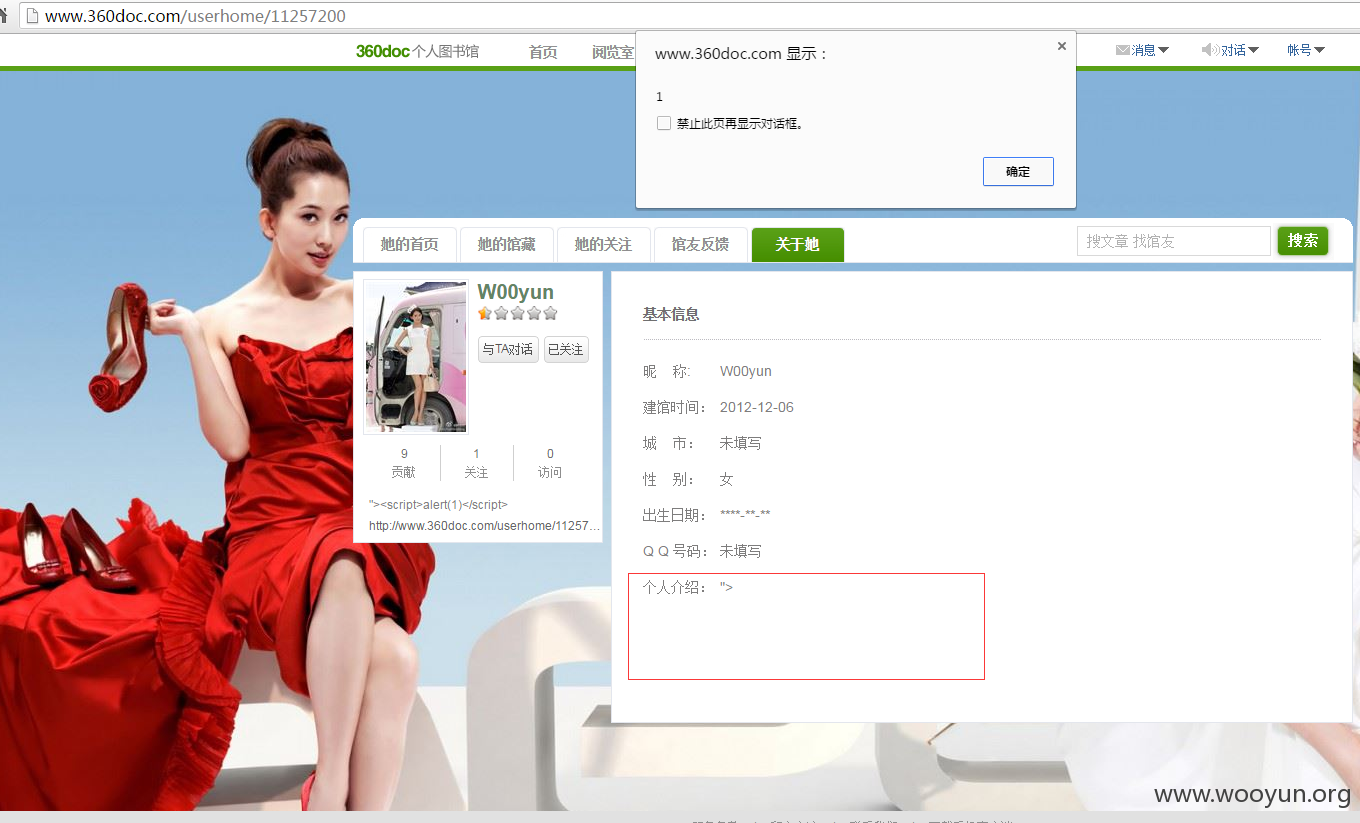 www.360doc.com/userhome/11257200
360doc 个人图书馆 首页 阅览室 消息 对话 帐号
www.360doc.com 显示：
1
禁止此页再显示对话框。
确定
她的首页 她的馆藏 她的关注 馆友反馈 关于她 搜文章 找馆友 搜索
W00yun
与TA对话 已关注
9 1 0
贡献 关注 访问
"><script>alert(1)</script>
http://www.360doc.com/userhome/11257...
基本信息
昵 称: W00yun
建馆时间： 2012-12-06
城 市： 未填写
性 别： 女
出生日期： ****-**-**
Q Q 号码： 未填写
个人介绍： ">
www.wooyun.org